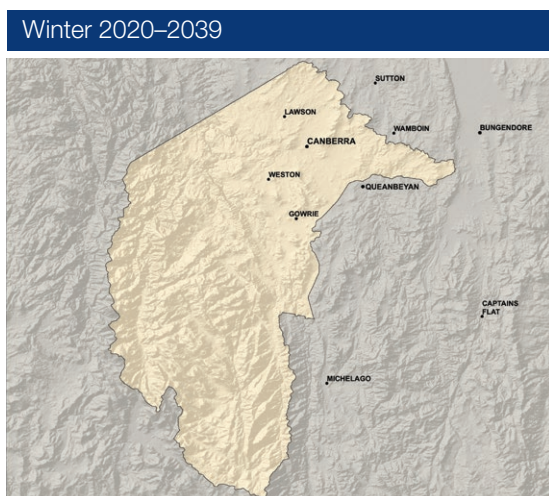 Winter 2020–2039
SUTTON
LAWSON
WAMBOIN
BUNGENDORE
CANBERRA
WESTON
QUEANBEYAN
GOWRIE
CAPTAINS
FLAT
MICHELAGO